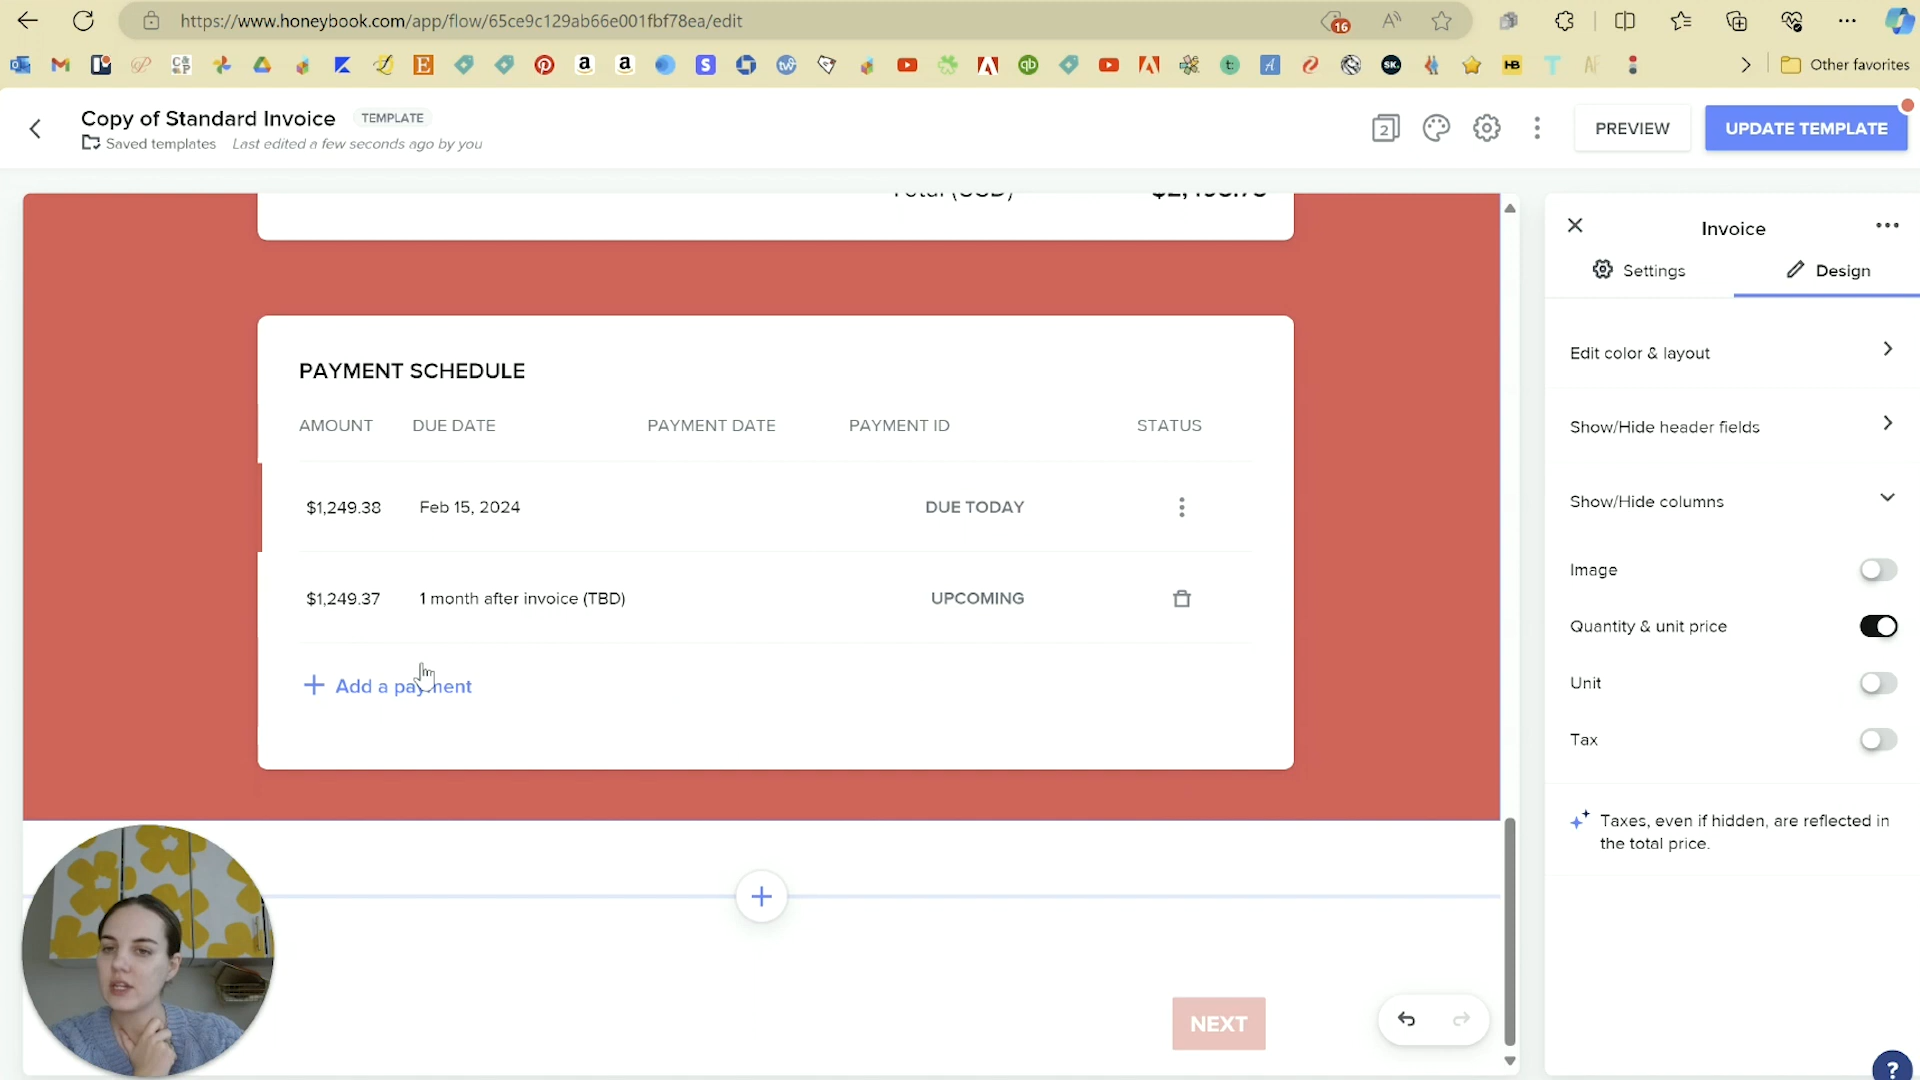 https://www.honeybook.com/app/flow/65ce9c129ab66e001fbf78ea/edit
16
Other favorites
Copy of Standard Invoice TEMPLATE
Saved templates Last edited a few seconds ago by you
2
PREVIEW
UPDATE TEMPLATE
Total (USD)
PAYMENT SCHEDULE
AMOUNT DUE DATE PAYMENT DATE PAYMENT ID STATUS
$1,249.38 Feb 15, 2024 DUE TODAY
$1,249.37 1 month after invoice (TBD) UPCOMING
+ Add a payment
NEXT
Invoice
Settings Design
Edit color & layout
Show/Hide header fields
Show/Hide columns
Image
Quantity & unit price
Unit
Tax
Taxes, even if hidden, are reflected in
the total price.
?